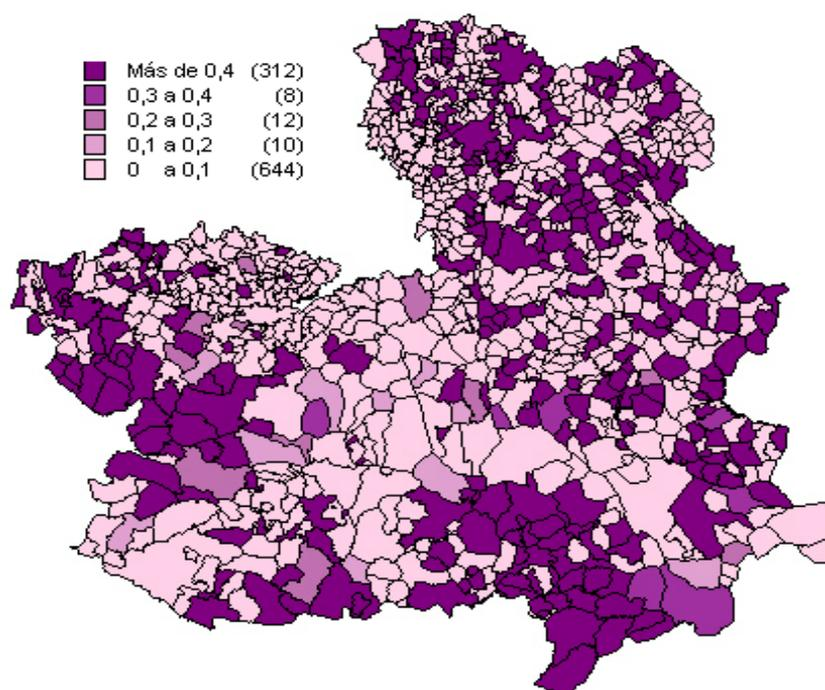 Más de 0,4 (312)
0,3 a 0,4 (8)
0,2 a 0,3 (12)
0,1 a 0,2 (10)
0 a 0,1 (644)